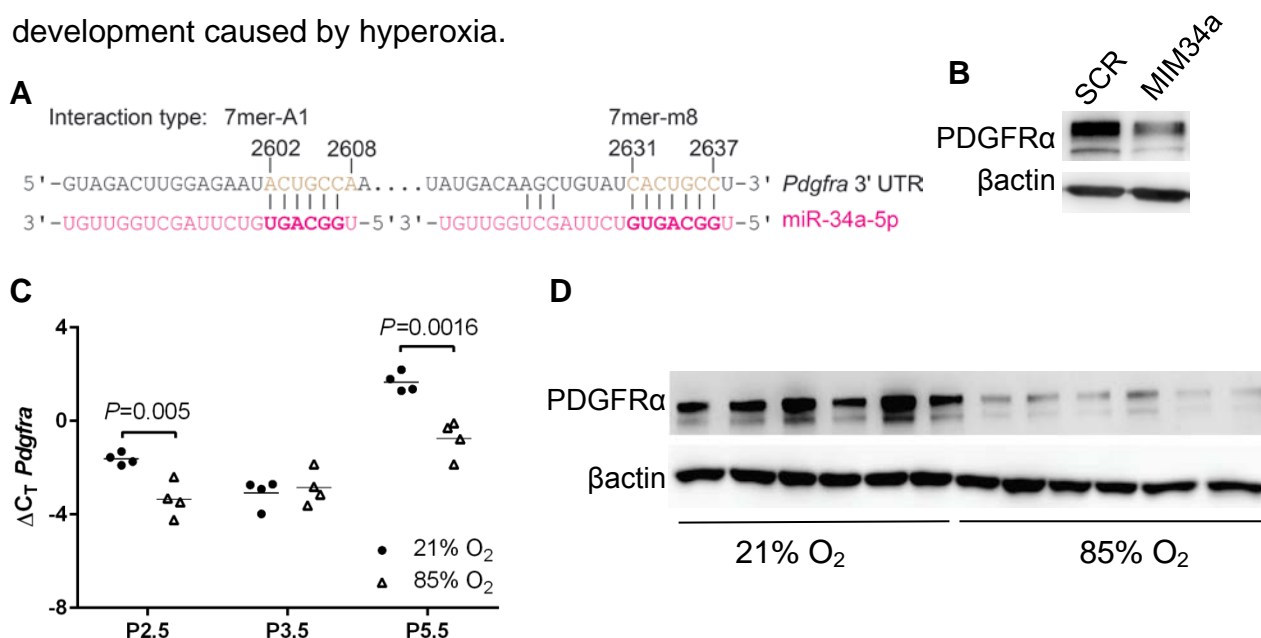 development caused by hyperoxia.
A
Interaction type: 7mer-A1 7mer-m8
2602 2608 2631 2637
5'-GUAGACUUGGAGAAUACUGCCAA....UAUGACAAGCUGUAUCACUGCCU-3' Pdgfra 3' UTR
3'-UGUUGGUCGAUUCUGUGACGGU-5' 3'-UGUUGGUCGAUUCUGUGACGGU-5' miR-34a-5p
B
SCR MIM34a
PDGFRα
βactin
C
ΔCT Pdgfra
4
0
-4
-8
P=0.005
P=0.0016
21% O2
85% O2
P2.5 P3.5 P5.5
D
PDGFRα
βactin
21% O2 85% O2